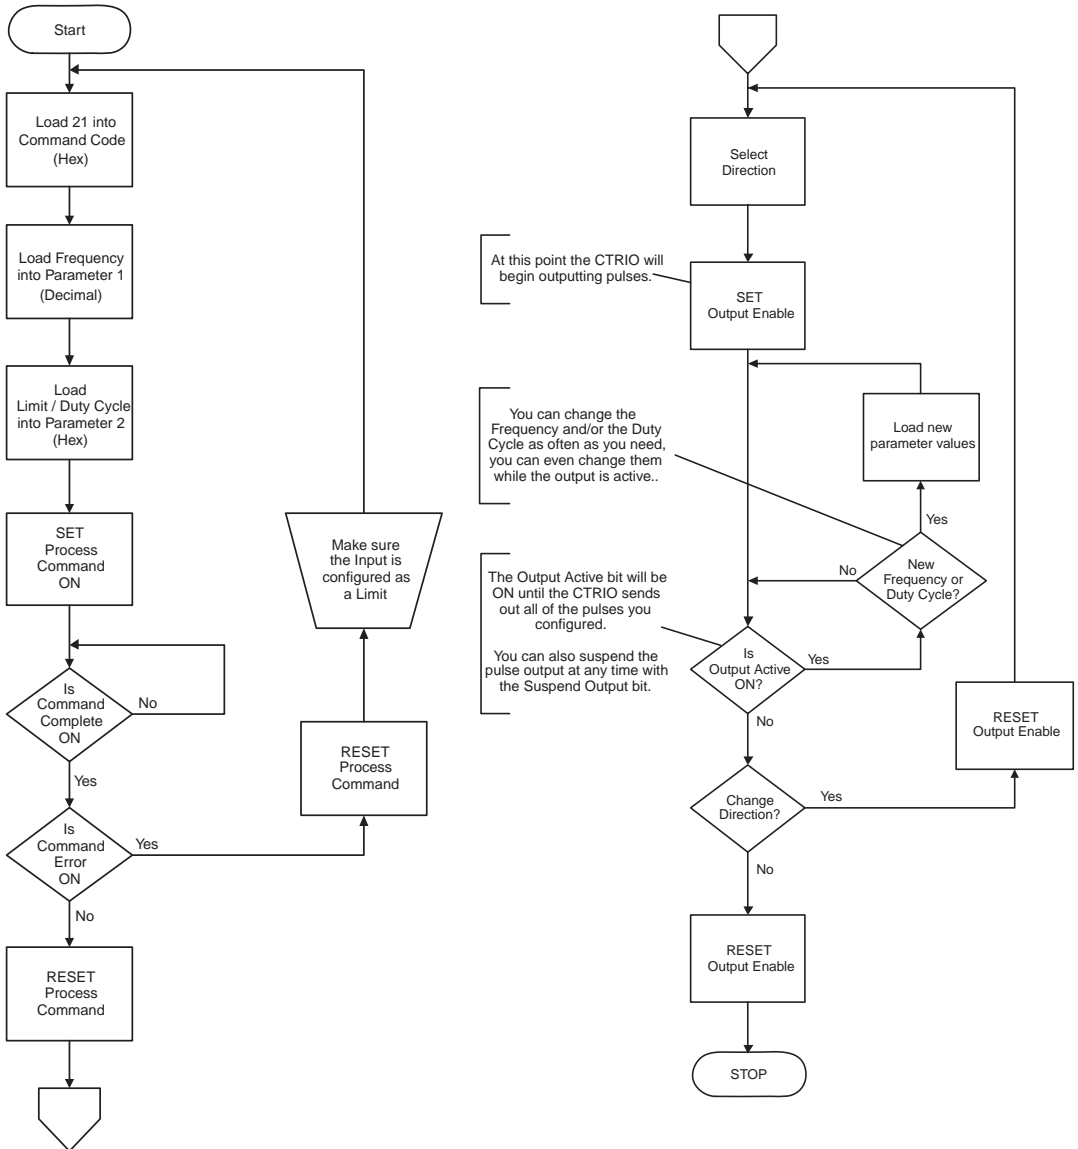 Start
Load 21 into
Command Code
(Hex)
Load Frequency
into Parameter 1
(Decimal)
Load
Limit / Duty Cycle
into Parameter 2
(Hex)
SET
Process
Command
ON
Is
Command
Complete
ON
No
Yes
Is
Command
Error
ON
Yes
No
RESET
Process
Command
RESET
Process
Command
Make sure
the Input is
configured as
a Limit
Select
Direction
At this point the CTRIO will
begin outputting pulses.
SET
Output Enable
You can change the
Frequency and/or the Duty
Cycle as often as you need,
you can even change them
while the output is active..
Load new
parameter values
Yes
New
Frequency or
Duty Cycle?
No
The Output Active bit will be
ON until the CTRIO sends
out all of the pulses you
configured.
You can also suspend the
pulse output at any time with
the Suspend Output bit.
Is
Output Active
ON?
Yes
No
RESET
Output Enable
Change
Direction?
Yes
No
RESET
Output Enable
STOP